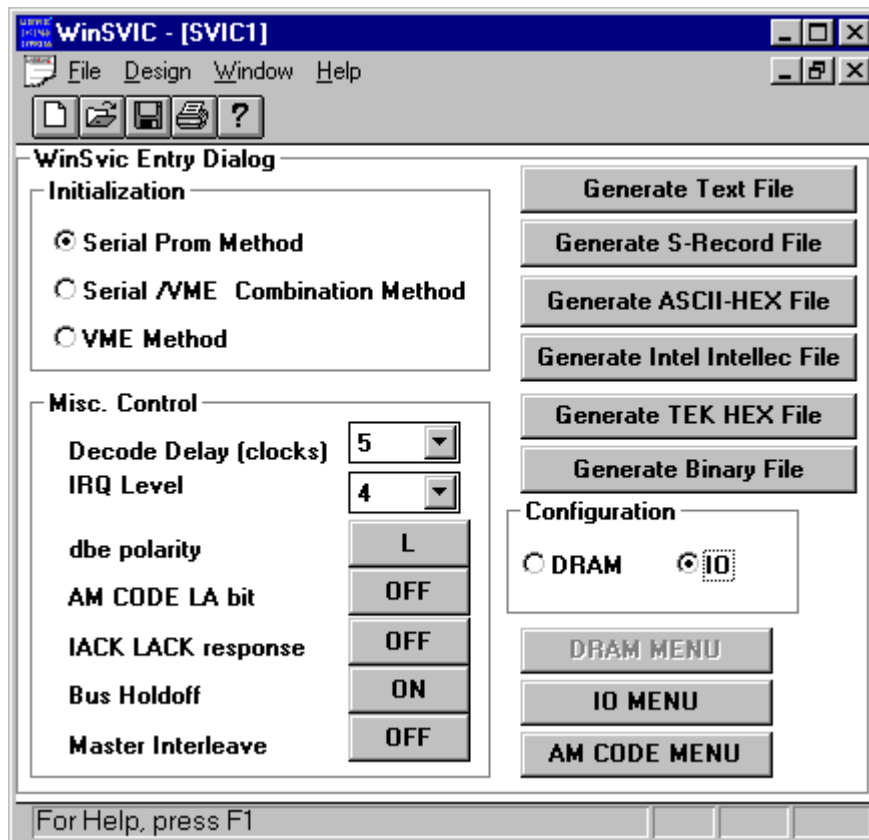 WinSVIC - [SVIC1]
File Design Window Help
?
WinSvic Entry Dialog
Initialization
Serial Prom Method
Serial /VME Combination Method
VME Method
Misc. Control
Decode Delay (clocks) 5
IRQ Level 4
dbe polarity L
AM CODE LA bit OFF
IACK LACK response OFF
Bus Holdoff ON
Master Interleave OFF
Generate Text File
Generate S-Record File
Generate ASCII-HEX File
Generate Intel Intellec File
Generate TEK HEX File
Generate Binary File
Configuration
DRAM IO
DRAM MENU
IO MENU
AM CODE MENU
For Help, press F1